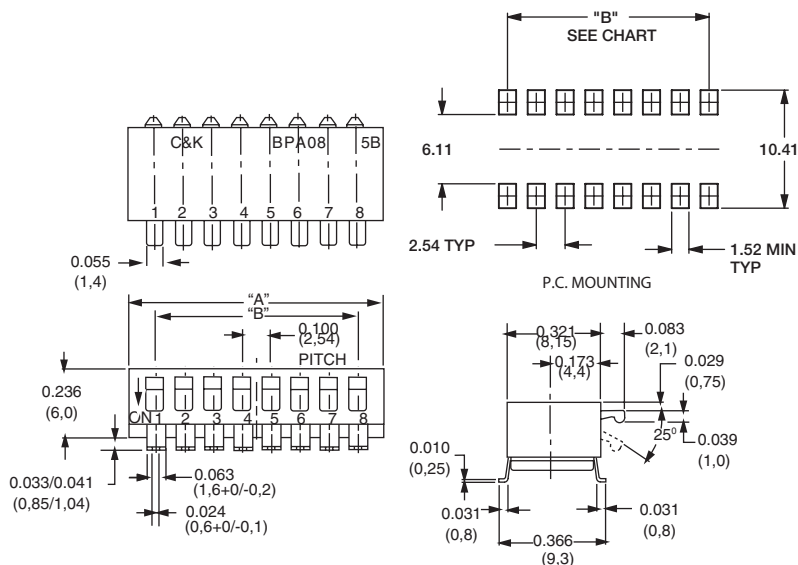 "B"
SEE CHART
C&K BPA08 5B
6.11
10.41
1 2 3 4 5 6 7 8
2.54 TYP
1.52 MIN
TYP
0.055
(1,4)
P.C. MOUNTING
"A"
"B"
0.100
(2,54)
PITCH
0.236
(6,0)
ON 1 2 3 4 5 6 7 8
0.033/0.041
(0,85/1,04)
0.063
(1,6+0/-0,2)
0.024
(0,6+0/-0,1)
0.321
(8,15)
0.083
(2,1)
0.173
(4,4)
0.029
(0,75)
25⁰
0.039
(1,0)
0.010
(0,25)
0.031
(0,8)
0.031
(0,8)
0.366
(9,3)